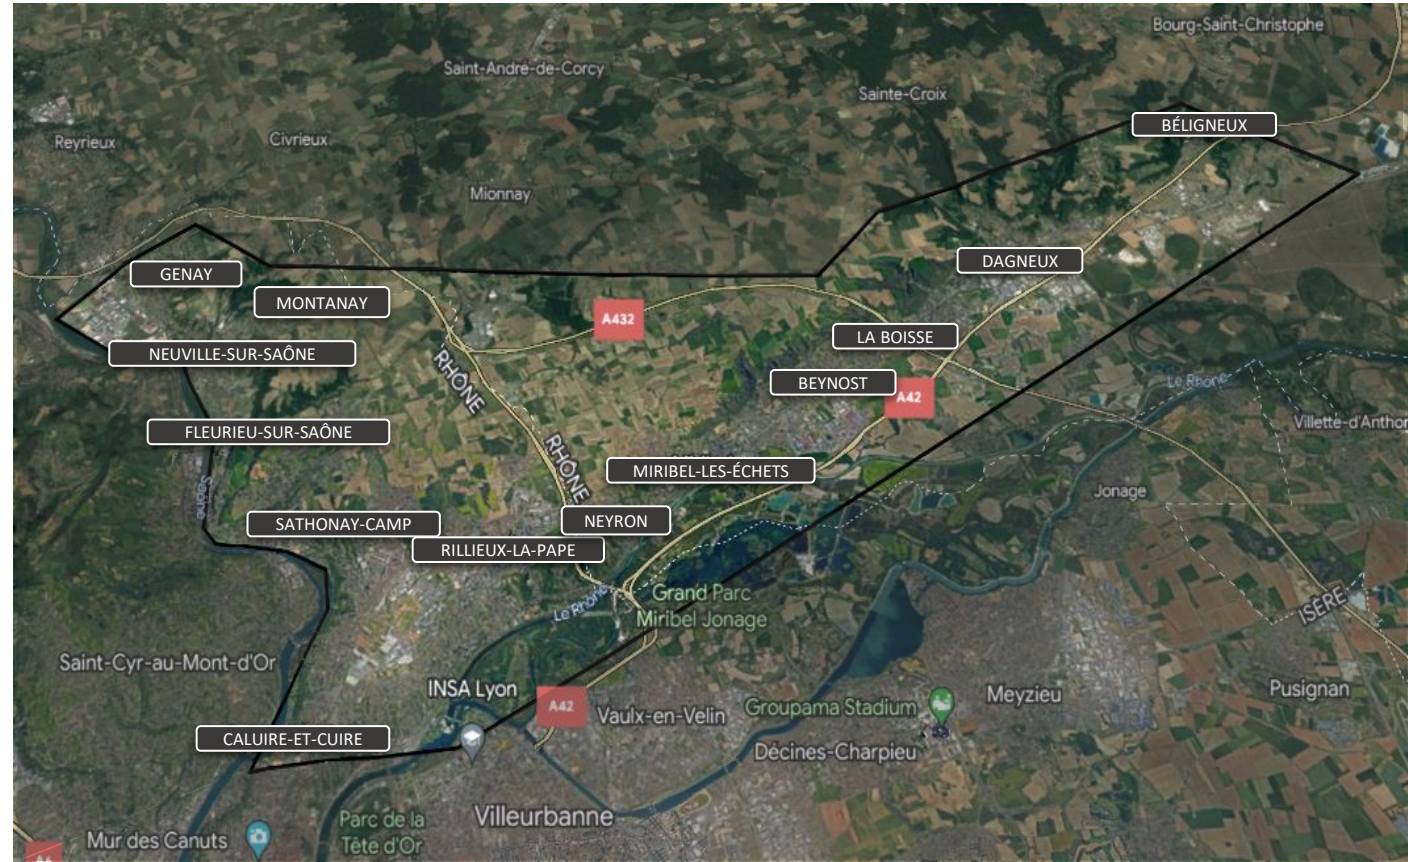 Bourg-Saint-Christophe
Saint-André-de-Corcy
Sainte-Croix
BÉLIGNEUX
Reyrieux
Civrieux
Mionnay
GENAY
DAGNEUX
MONTANAY
A432
LA BOISSE
NEUVILLE-SUR-SAÔNE
RHÔNE
BEYNOST
A42
Le Rhône
Villette-d'Anthon
FLEURIEU-SUR-SAÔNE
RHÔNE
MIRIBEL-LES-ÉCHETS
Saône
Jonage
SATHONAY-CAMP
NEYRON
RILLIEUX-LA-PAPE
Le Rhône
Grand Parc
Miribel Jonage
ISÈRE
Saint-Cyr-au-Mont-d'Or
INSA Lyon
A42
Vaulx-en-Velin
Groupama Stadium
Meyzieu
Pusignan
CALUIRE-ET-CUIRE
Décines-Charpieu
Villeurbanne
Parc de la
Tête d'Or
Mur des Canuts
A6